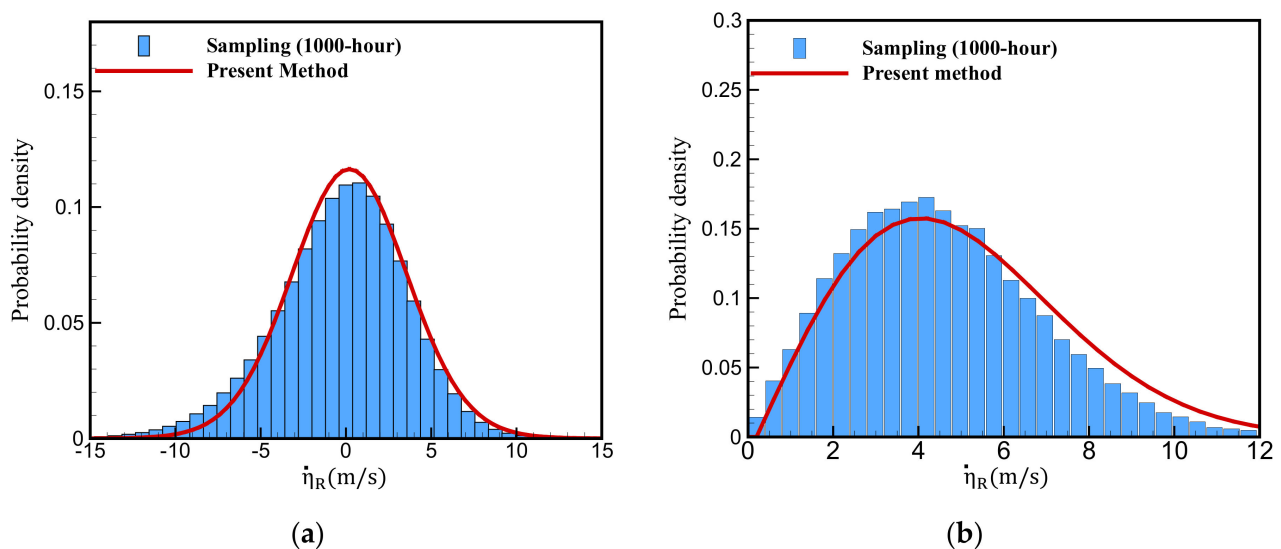 Sampling (1000-hour)
Present Method
Probability density
0.15
0.1
0.05
0
-15
-10
-5
0
5
10
15
η̇R(m/s)
(a)
Sampling (1000-hour)
Present method
Probability density
0.3
0.25
0.2
0.15
0.1
0.05
0
0
2
4
6
8
10
12
η̇R(m/s)
(b)